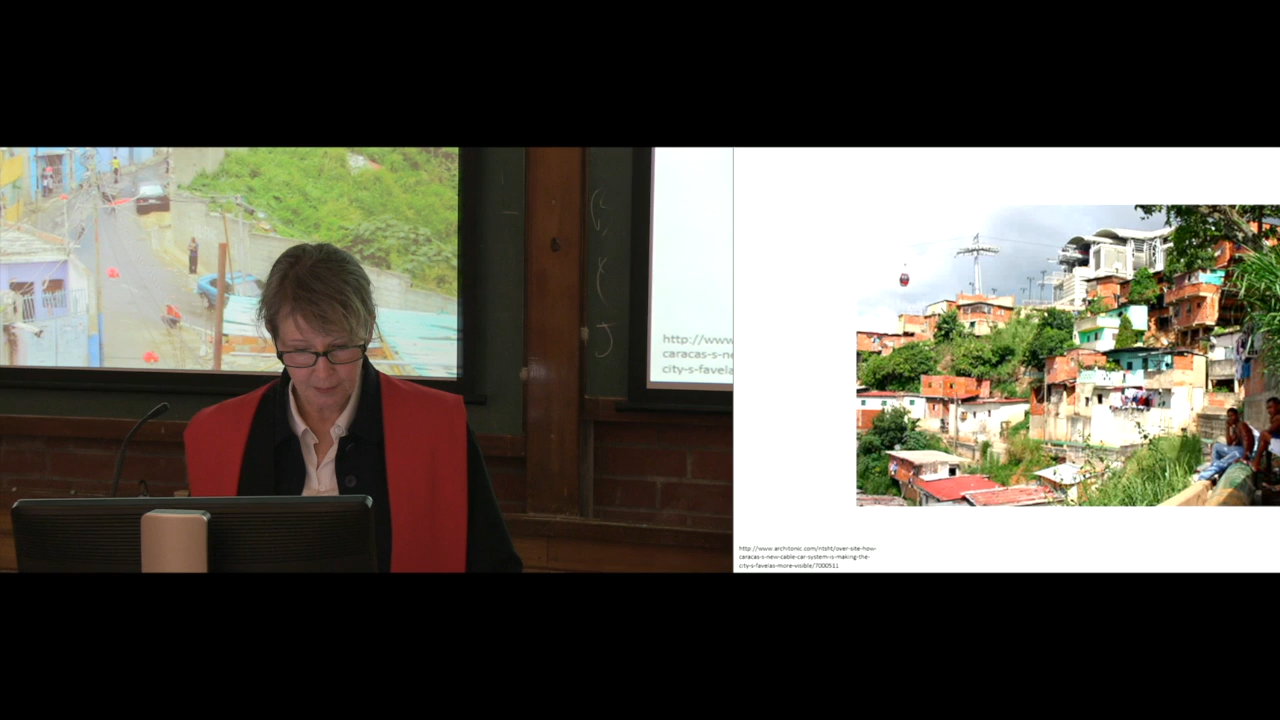 http://www
caracas-s-ne
city-s-favela
http://www.architonic.com/ntsht/over-site-how-
caracas-s-new-cable-car-system-is-making-the-
city-s-favelas-more-visible/7000511